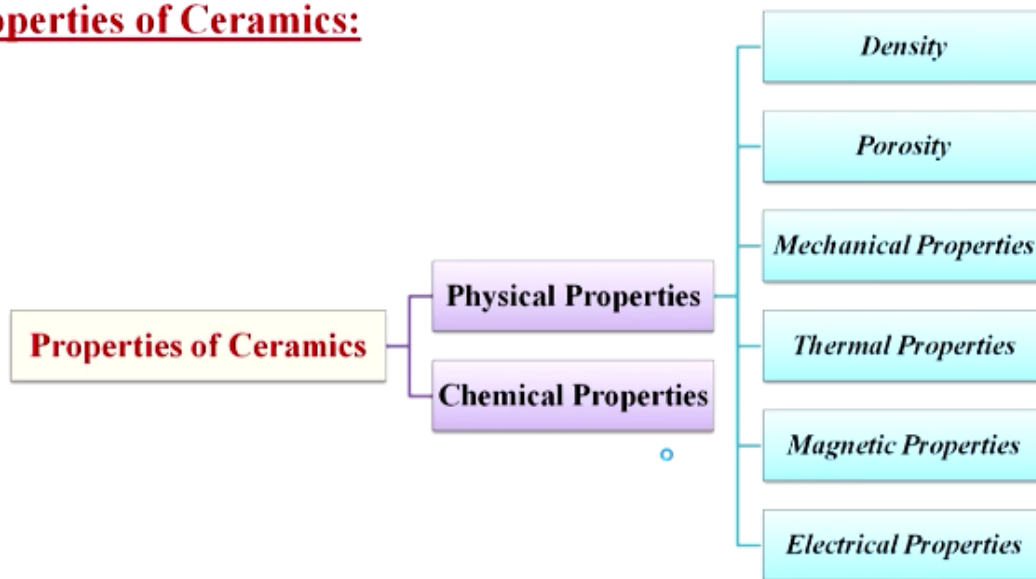 operties of Ceramics:
Density
Porosity
Mechanical Properties
Physical Properties
Properties of Ceramics
Thermal Properties
Chemical Properties
Magnetic Properties
Electrical Properties